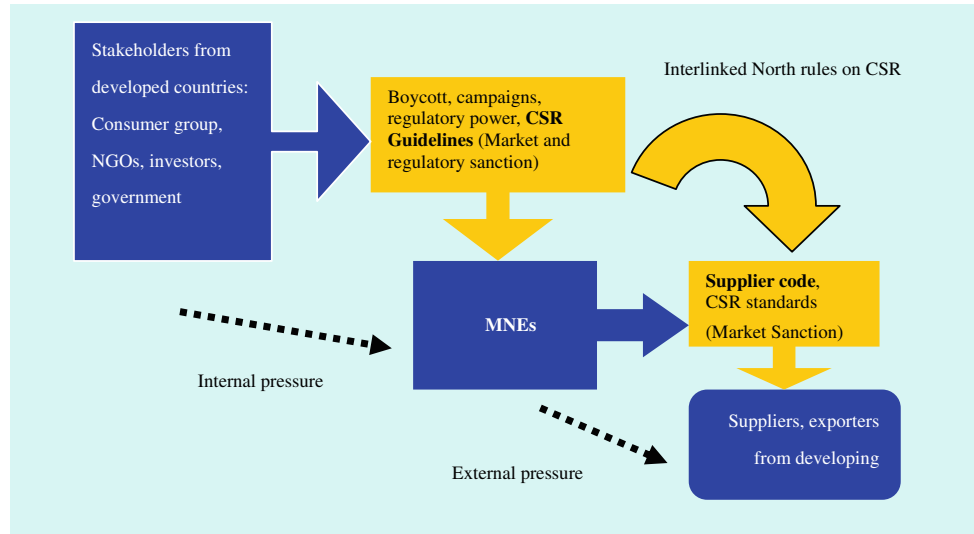 Stakeholders from
developed countries:
Consumer group,
NGOs, investors,
government
Boycott, campaigns,
regulatory power, CSR
Guidelines (Market and
regulatory sanction)
Interlinked North rules on CSR
MNEs
Supplier code,
CSR standards
(Market Sanction)
Internal pressure
External pressure
Suppliers, exporters
from developing